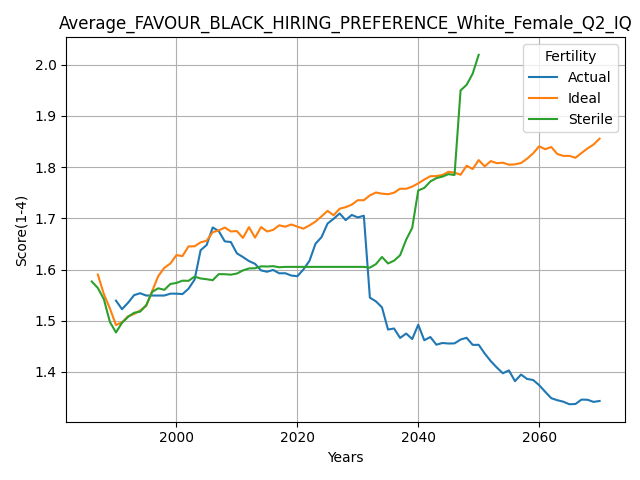 Average_FAVOUR_BLACK_HIRING_PREFERENCE_White_Female_Q2_IQ
Fertility
Actual
Ideal
Sterile
Score(1-4)
2.0
1.9
1.8
1.7
1.6
1.5
1.4
2000
2020
2040
2060
Years